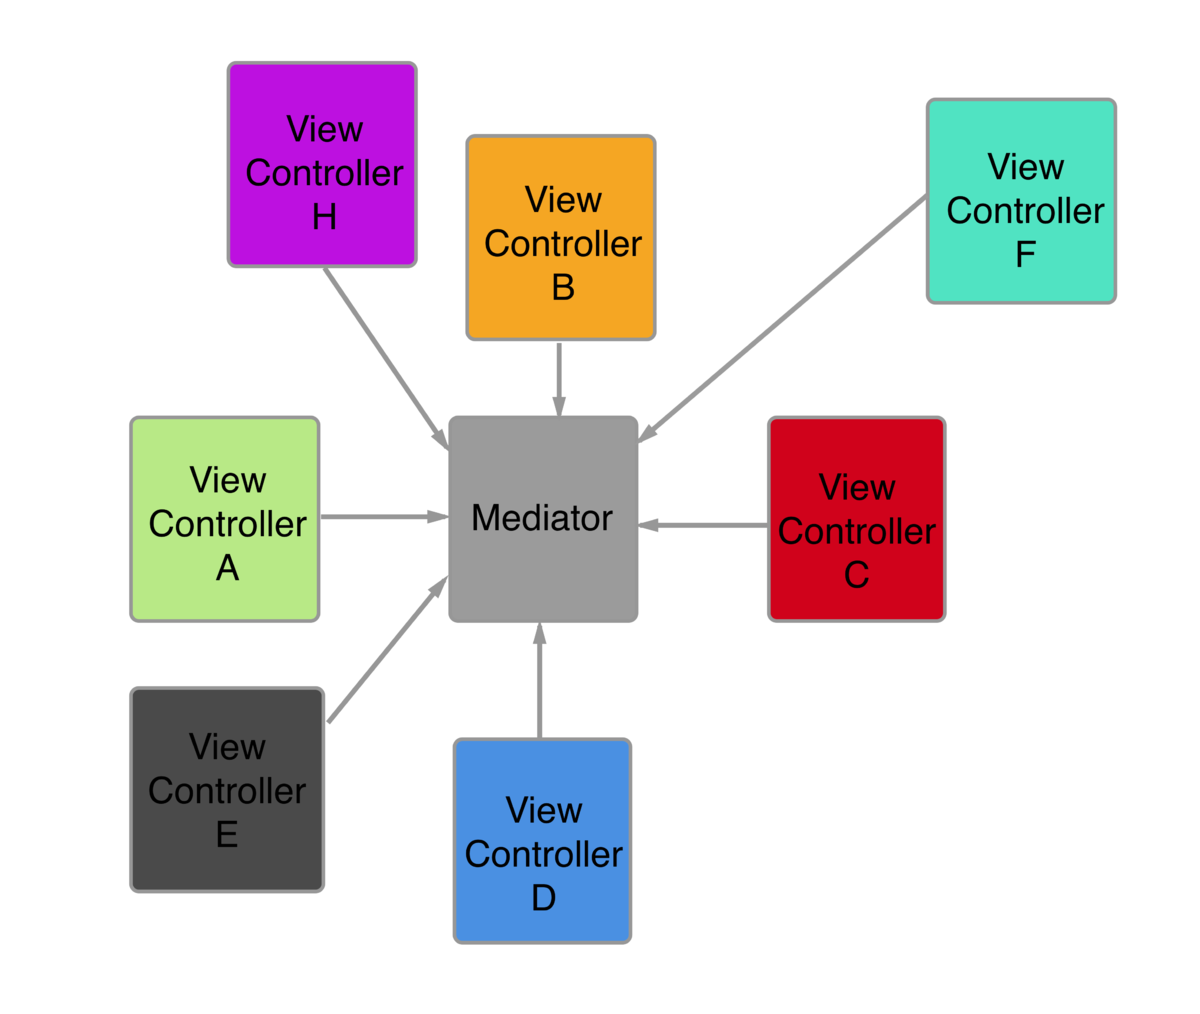 View
Controller
H
View
Controller
B
View
Controller
F
View
Controller
A
Mediator
View
Controller
C
View
Controller
E
View
Controller
D